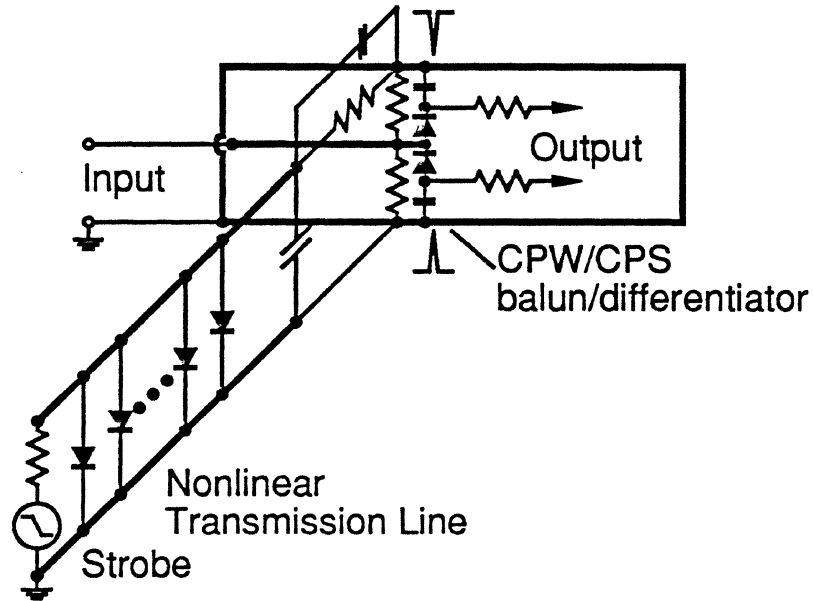 Input
Output
CPW/CPS
balun/differentiator
Nonlinear
Transmission Line
Strobe